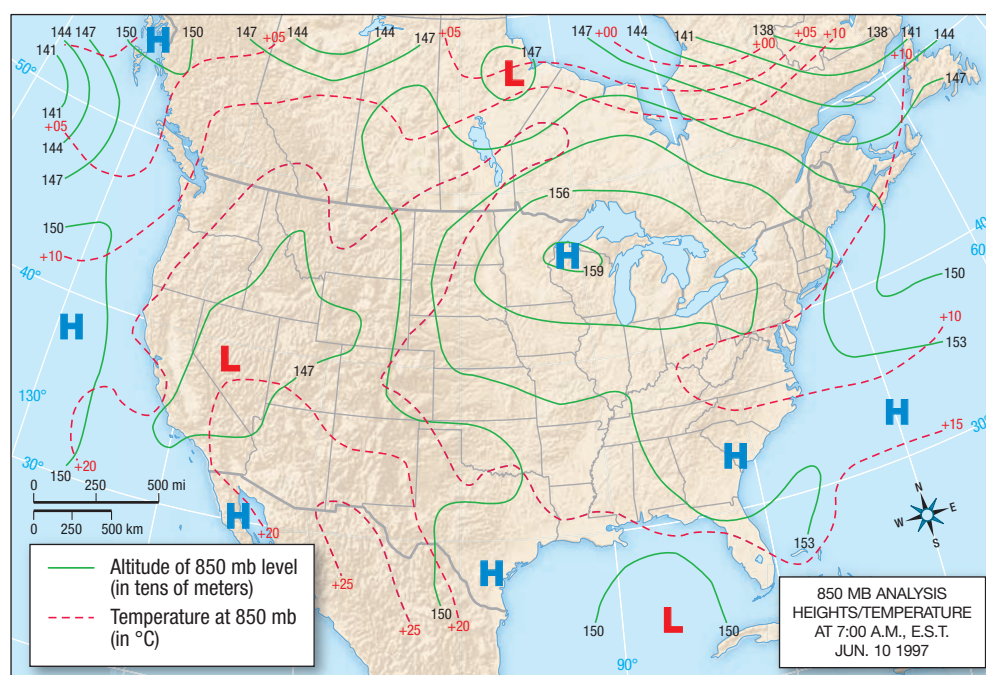 144 147 150 150 147 +05 144 147 +05 147 147 +00 144 141 138 +00 +05 +10 138 141 144
141
+10
H
147
L
50°
141
+05
144
147
150
156
40°
60°
+10
H
159
150
40°
+10
H
153
L
147
130°
H
+15
30°
H
30°
150
+20
0 250 500 mi
0 250 500 km
H
+20
N
W E
S
153
H
+25
150
+25
+20
L
150
150
90°
Altitude of 850 mb level
(in tens of meters)
Temperature at 850 mb
(in °C)
850 MB ANALYSIS
HEIGHTS/TEMPERATURE
AT 7:00 A.M., E.S.T.
JUN. 10 1997